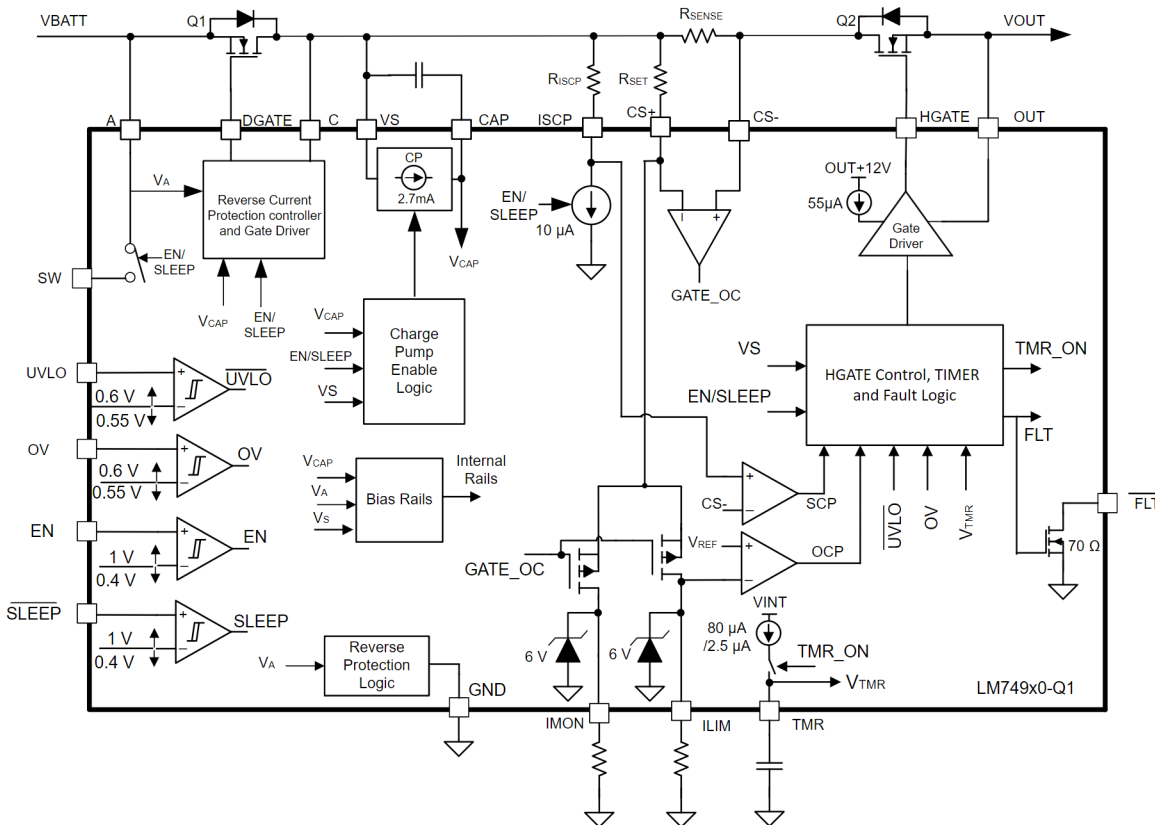 VBATT
Q1
RSENSE
Q2
VOUT
RISCP
RSET
A
DGATE
C
VS
CAP
ISCP
CS+
CS-
HGATE
OUT
CP
2.7mA
VA
Reverse Current
Protection controller
and Gate Driver
EN/
SLEEP
10 µA
OUT+12V
55µA
Gate
Driver
EN/
SLEEP
SW
VCAP
GATE_OC
VCAP
EN/
SLEEP
VCAP
EN/SLEEP
VS
Charge
Pump
Enable
Logic
VS
EN/SLEEP
HGATE Control, TIMER
and Fault Logic
TMR_ON
FLT
UVLO
+
−
0.6 V
0.55 V
UVLO
OV
+
−
0.6 V
0.55 V
OV
VCAP
VA
VS
Bias Rails
Internal
Rails
CS-
+
−
SCP
UVLO
OV
VTMR
FLT
70 Ω
EN
+
−
1 V
0.4 V
EN
GATE_OC
VREF
+
−
OCP
SLEEP
+
−
1 V
0.4 V
SLEEP
VINT
80 µA
/2.5 µA
TMR_ON
VTMR
VA
Reverse
Protection
Logic
6 V
6 V
GND
LM749x0-Q1
IMON
ILIM
TMR